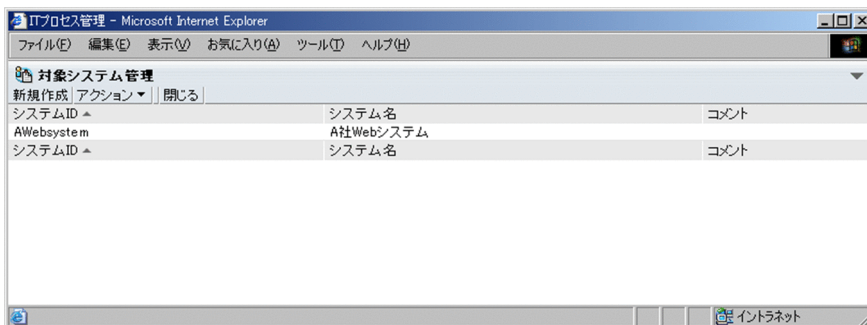 ITプロセス管理 - Microsoft Internet Explorer
ファイル(F) 編集(E) 表示(V) お気に入り(A) ツール(T) ヘルプ(H)
対象システム管理
新規作成 アクション▼ 閉じる
システムID▲ システム名 コメント
AWebsystem A社Webシステム
システムID▲ システム名 コメント
イントラネット